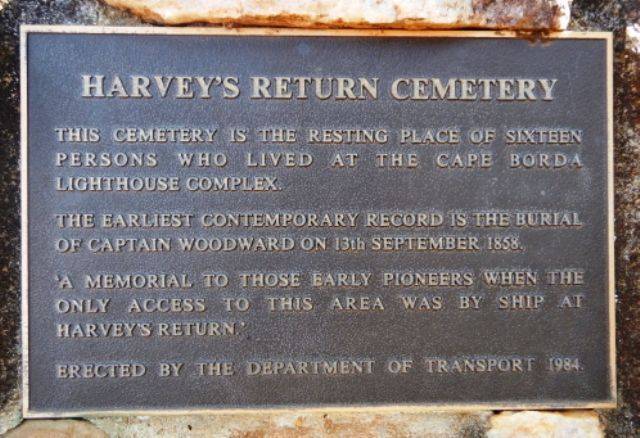 HARVEY'S RETURN CEMETERY
THIS CEMETERY IS THE RESTING PLACE OF SIXTEEN
PERSONS WHO LIVED AT THE CAPE BORDA
LIGHTHOUSE COMPLEX.
THE EARLIEST CONTEMPORARY RECORD IS THE BURIAL
OF CAPTAIN WOODWARD ON 13th SEPTEMBER 1858.
'A MEMORIAL TO THOSE EARLY PIONEERS WHEN THE
ONLY ACCESS TO THIS AREA WAS BY SHIP AT
HARVEY'S RETURN.'
ERECTED BY THE DEPARTMENT OF TRANSPORT 1984.